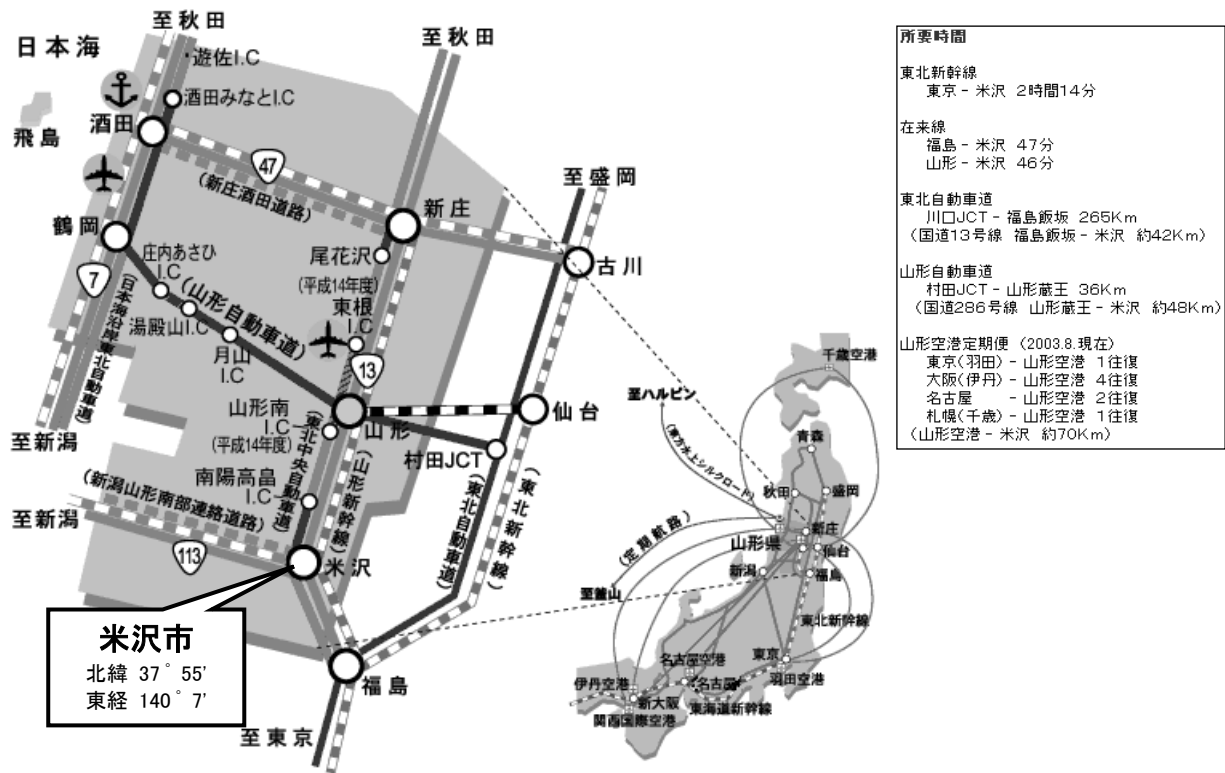 至秋田
日本海
遊佐I.C
酒田みなとI.C
飛島
酒田
至秋田
47
(新庄酒田道路)
至盛岡
新庄
鶴岡
庄内あさひ
I.C
尾花沢
(平成14年度)
古川
7
(日本海沿岸東北自動車道)
(山形自動車道)
東根
I.C
湯殿山I.C
月山
I.C
13
山形南
I.C
(平成14年度)
山形
仙台
至新潟
村田JCT
(東北中央自動車道)
(山形新幹線)
南陽高畠
I.C
(新潟山形南部連絡道路)
至新潟
(東北自動車道)
(東北新幹線)
113
米沢
米沢市
北緯 37°55'
東経 140°7'
福島
至東京
所要時間
東北新幹線
東京-米沢 2時間14分
在来線
福島-米沢 47分
山形-米沢 46分
東北自動車道
川口JCT-福島飯坂 265Km
(国道13号線 福島飯坂-米沢 約42Km)
山形自動車道
村田JCT-山形蔵王 36Km
(国道286号線 山形蔵王-米沢 約48Km)
山形空港定期便 (2003.8.現在)
東京(羽田)-山形空港 1往復
大阪(伊丹)-山形空港 4往復
名古屋 -山形空港 2往復
札幌(千歳)-山形空港 1往復
(山形空港-米沢 約70Km)
千歳空港
至ハルビン
(東方水上シルクロード)
青森
秋田
盛岡
新庄
(定期航路)
山形県
仙台
新潟
福島
至釜山
東北新幹線
東京
名古屋空港
羽田空港
伊丹空港
名古屋
新大阪
東海道新幹線
関西国際空港